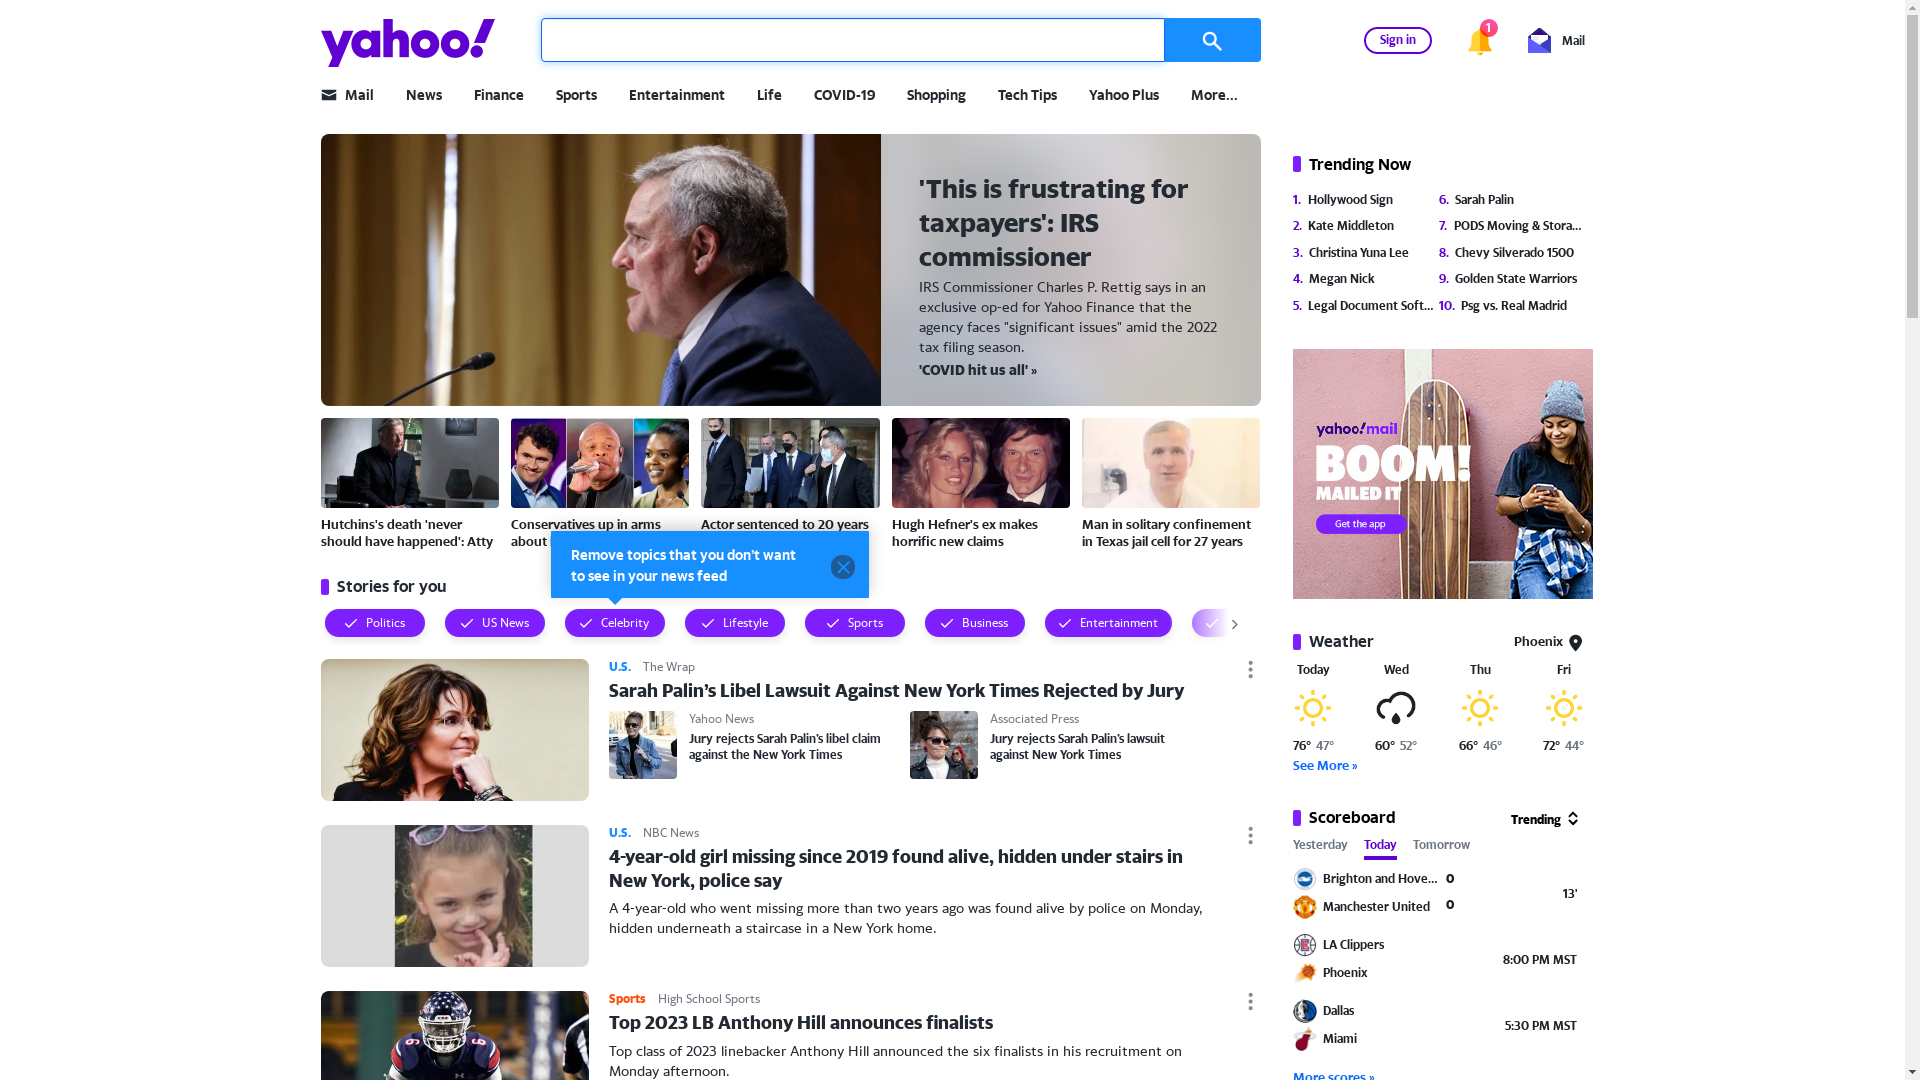 yahoo!
Sign in
1
Mail
Mail
News
Finance
Sports
Entertainment
Life
COVID-19
Shopping
Tech Tips
Yahoo Plus
More...
'This is frustrating for
taxpayers': IRS
commissioner
IRS Commissioner Charles P. Rettig says in an
exclusive op-ed for Yahoo Finance that the
agency faces "significant issues" amid the 2022
tax filing season.
'COVID hit us all' »
Hutchins's death 'never
should have happened': Atty
Conservatives up in arms
about
Actor sentenced to 20 years
Hugh Hefner's ex makes
horrific new claims
Man in solitary confinement
in Texas jail cell for 27 years
Remove topics that you don't want
to see in your news feed
Stories for you
Politics
US News
Celebrity
Lifestyle
Sports
Business
Entertainment
U.S.
The Wrap
Sarah Palin’s Libel Lawsuit Against New York Times Rejected by Jury
Yahoo News
Jury rejects Sarah Palin's libel claim
against the New York Times
Associated Press
Jury rejects Sarah Palin's lawsuit
against New York Times
U.S.
NBC News
4-year-old girl missing since 2019 found alive, hidden under stairs in
New York, police say
A 4-year-old who went missing more than two years ago was found alive by police on Monday,
hidden underneath a staircase in a New York home.
Sports
High School Sports
Top 2023 LB Anthony Hill announces finalists
Top class of 2023 linebacker Anthony Hill announced the six finalists in his recruitment on
Monday afternoon.
Trending Now
1. Hollywood Sign
2. Kate Middleton
3. Christina Yuna Lee
4. Megan Nick
5. Legal Document Soft...
6. Sarah Palin
7. PODS Moving & Stora...
8. Chevy Silverado 1500
9. Golden State Warriors
10. Psg vs. Real Madrid
yahoo!mail
BOOM!
MAILED IT
Get the app
Weather
Phoenix
Today
Wed
Thu
Fri
76° 47°
60° 52°
66° 46°
72° 44°
See More »
Scoreboard
Trending
Yesterday
Today
Tomorrow
Brighton and Hove... 0
Manchester United 0
13'
LA Clippers
Phoenix
8:00 PM MST
Dallas
Miami
5:30 PM MST
More scores »